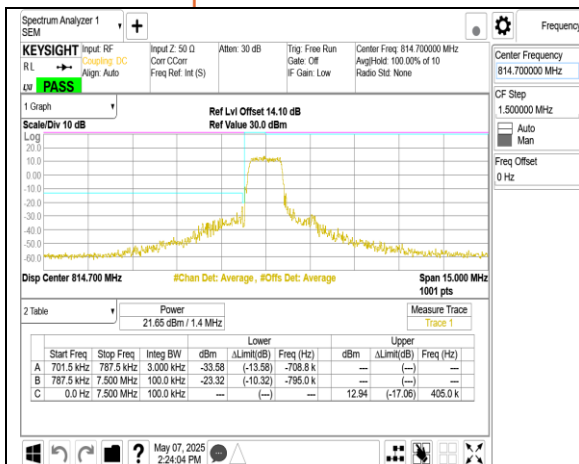 Spectrum Analyzer 1
SEM
Frequency
KEYSIGHT
RL
LXI
PASS
Input: RF
Coupling: DC
Align: Auto
Input Z: 50 Ω
Corr CCorr
Freq Ref: Int (S)
Atten: 30 dB
Trig: Free Run
Gate: Off
IF Gain: Low
Center Freq: 814.700000 MHz
Avg|Hold: 100.00% of 10
Radio Std: None
Center Frequency
814.700000 MHz
CF Step
1.500000 MHz
Auto
Man
Freq Offset
0 Hz
1 Graph
Scale/Div 10 dB
Ref Lvl Offset 14.10 dB
Ref Value 30.0 dBm
Log
20.0
10.0
0.00
-10.0
-20.0
-30.0
-40.0
-50.0
-60.0
Disp Center 814.700 MHz
#Chan Det: Average , #Offs Det: Average
Span 15.000 MHz
1001 pts
2 Table
Power
21.65 dBm / 1.4 MHz
Measure Trace
Trace 1
Lower Upper
Start Freq Stop Freq Integ BW dBm ΔLimit(dB) Freq (Hz) dBm ΔLimit(dB) Freq (Hz)
A 701.5 kHz 787.5 kHz 3.000 kHz -33.58 (-13.58) -708.8 k --- (---) ---
B 787.5 kHz 7.500 MHz 100.0 kHz -23.32 (-10.32) -795.0 k --- (---) ---
C 0.0 Hz 7.500 MHz 100.0 kHz --- (---) --- 12.94 (-17.06) 405.0 k
?
May 07, 2025
2:24:04 PM